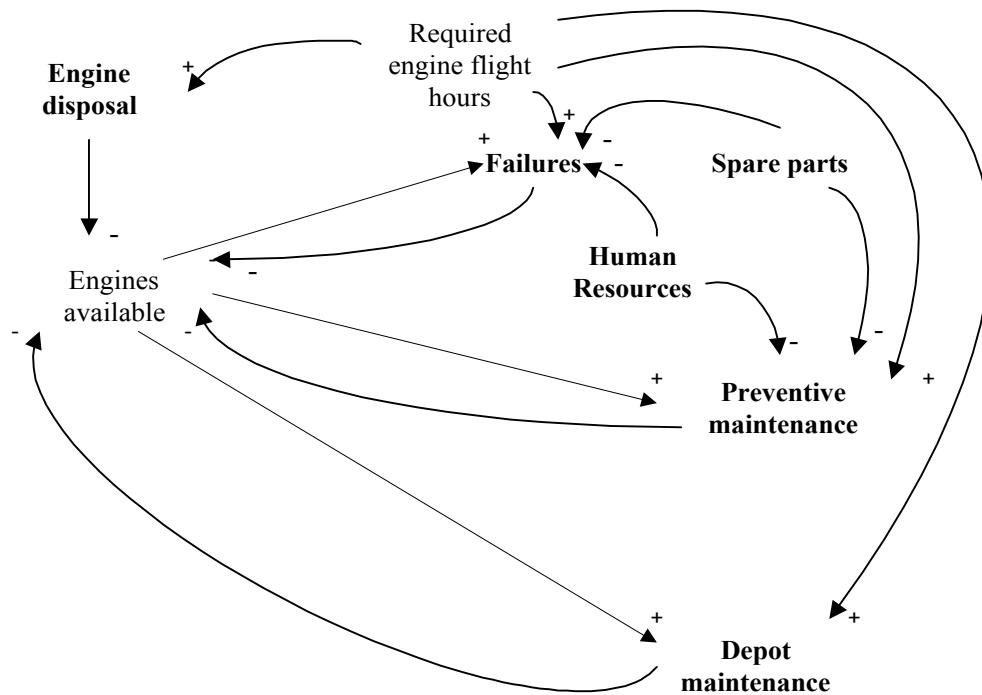 Required
engine flight
hours
+
Engine
disposal
+
-
+
Failures
-
Spare parts
-
-
Engines
available
Human
Resources
-
-
-
-
-
+
Preventive
maintenance
+
+
+
Depot
maintenance